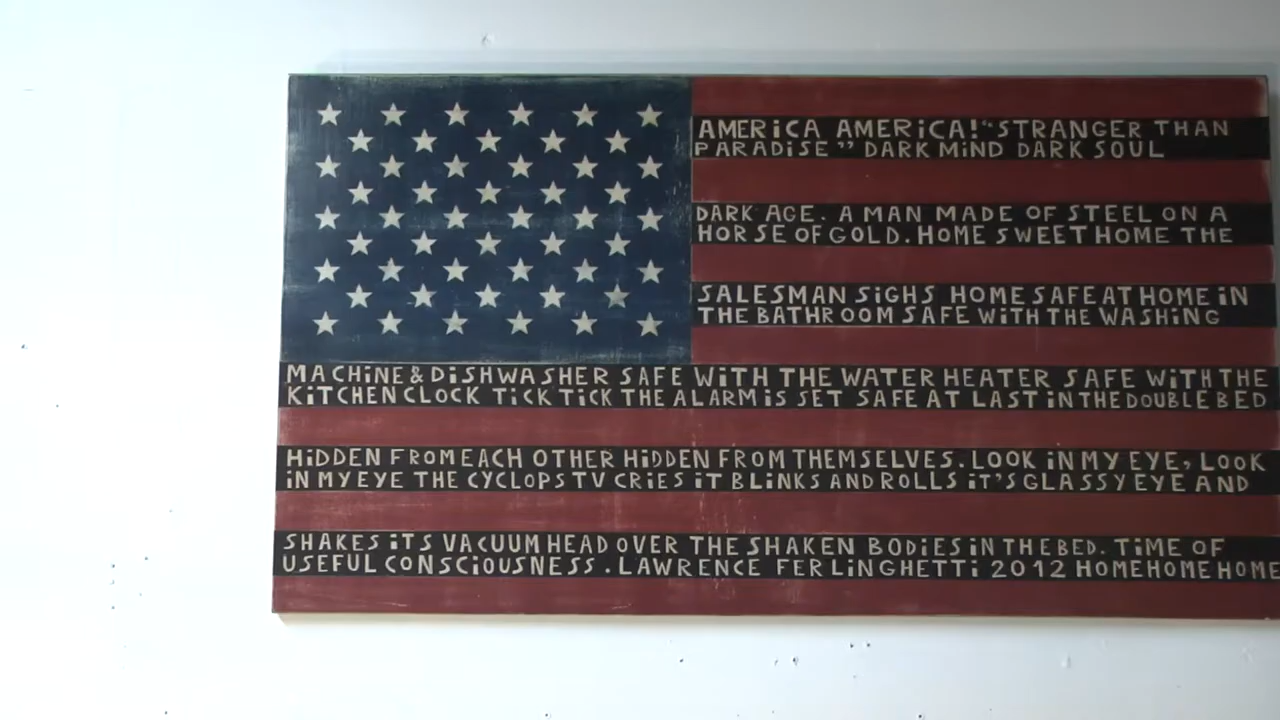 AMERiCA AMERiCA! "STRANGER THAN
PARADiSE" DARK MiND DARK SOUL
DARK AGE. A MAN MADE OF STEEL ON A
HORSE OF GOLD. HOME SWEET HOME THE
SALESMAN SiGHS HOME SAFE AT HOME iN
THE BATHROOM SAFE WiTH THE WASHiNG
MACHiNE & DiSHWASHER SAFE WiTH THE WATER HEATER SAFE WiTH THE
KiTCHEN CLOCK TiCK TiCK THE ALARM iS SET SAFE AT LAST iN THE DOUBLE BED
HiDDEN FROM EACH OTHER HiDDEN FROM THEMSELVES. LOOK iN MY EYE, LOOK
iN MY EYE THE CYCLOPS TV CRiES iT BLiNKS AND ROLLS iT'S GLASSY EYE AND
SHAKES iTS VACUUM HEAD OVER THE SHAKEN BODiES iN THE BED. TiME OF
USEFUL CONSCiOUSNESS. LAWRENCE FERLiNGHETTi 2012 HOMEHOMEHOME